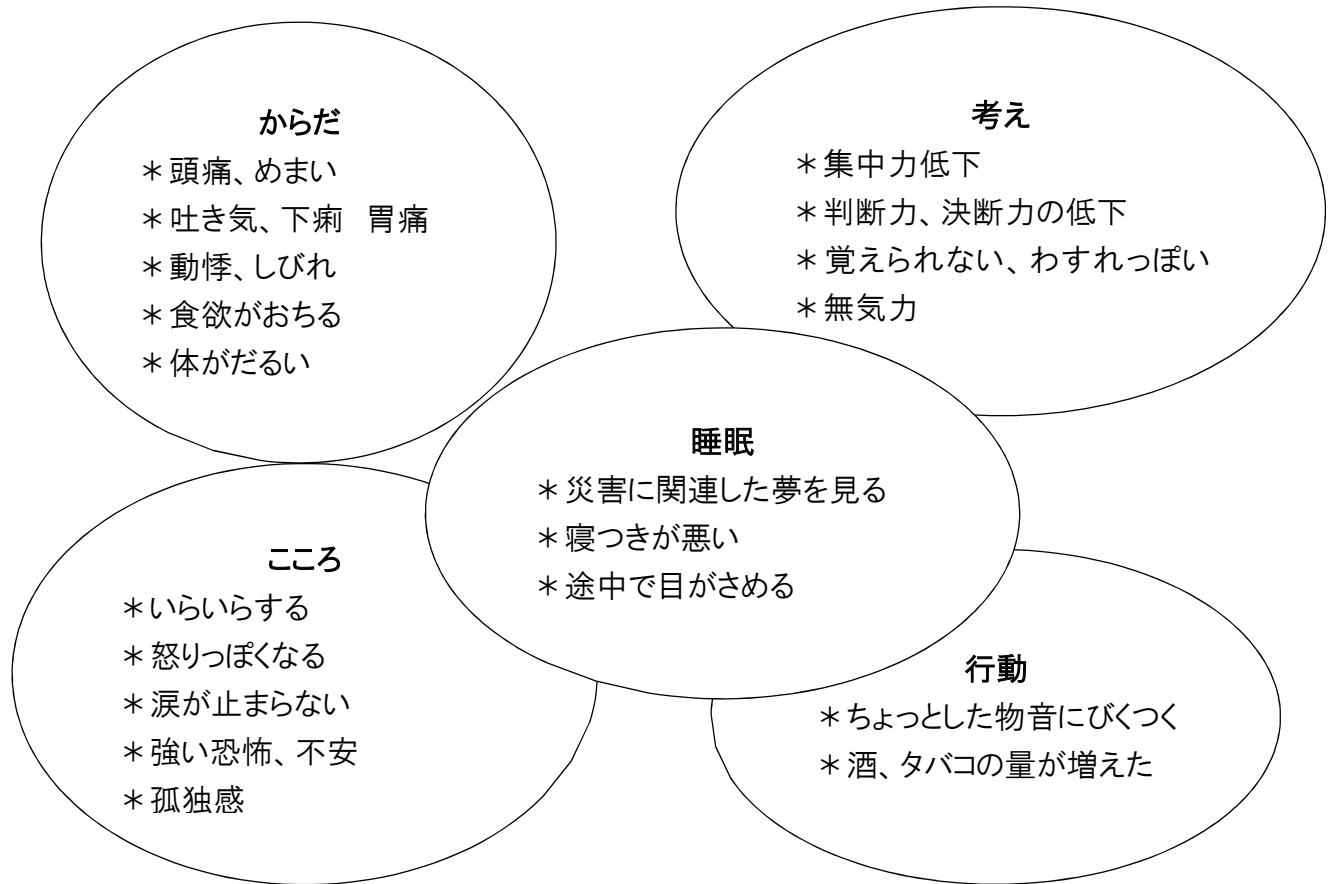 からだ
＊頭痛、めまい
＊吐き気、下痢　胃痛
＊動悸、しびれ
＊食欲がおちる
＊体がだるい
考え
＊集中力低下
＊判断力、決断力の低下
＊覚えられない、わすれっぽい
＊無気力
睡眠
＊災害に関連した夢を見る
＊寝つきが悪い
＊途中で目がさめる
こころ
＊いらいらする
＊怒りっぽくなる
＊涙が止まらない
＊強い恐怖、不安
＊孤独感
行動
＊ちょっとした物音にびくつく
＊酒、タバコの量が増えた